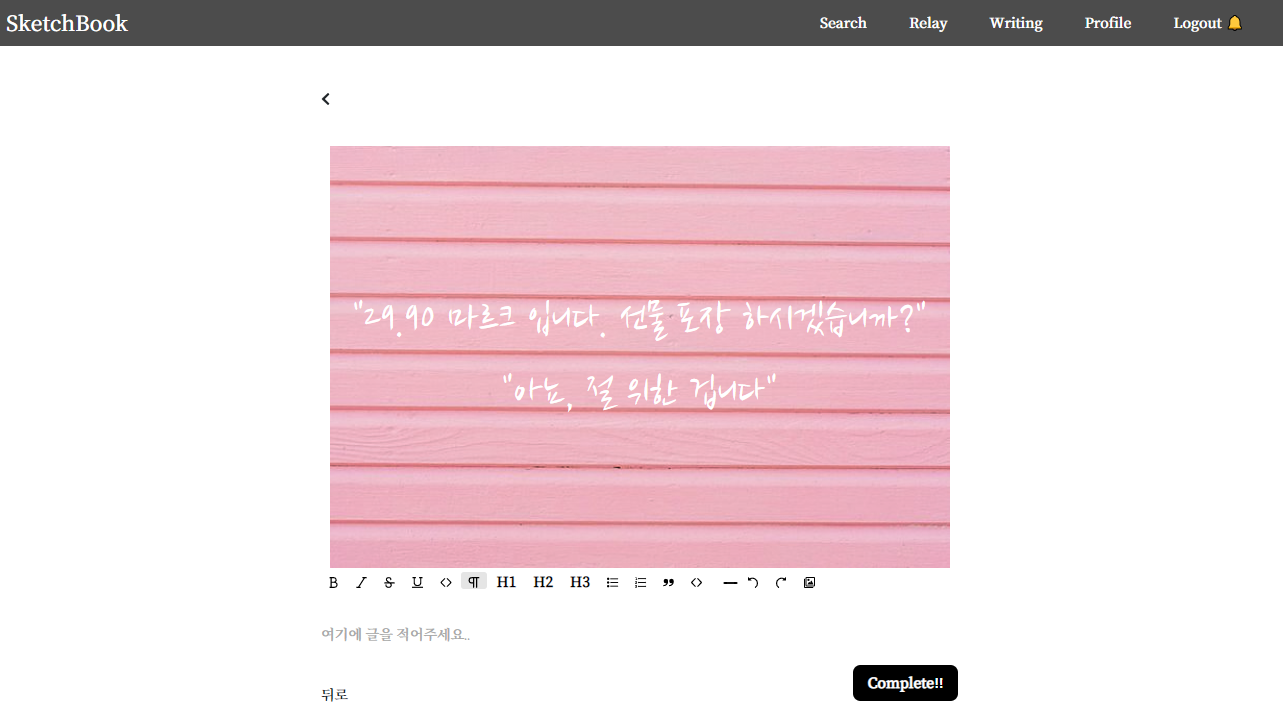 SketchBook
Search Relay Writing Profile Logout
"29.90 마르크 입니다. 선물 포장 하시겠습니까?"
"아뇨, 절 위한 겁니다"
H1 H2 H3
여기에 글을 적어주세요..
Complete!!
뒤로